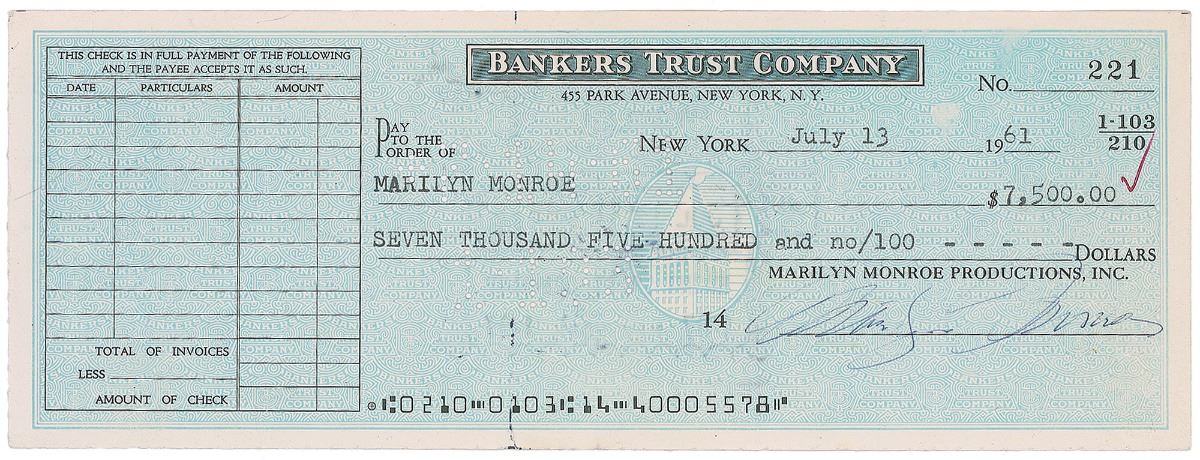 THIS CHECK IS IN FULL PAYMENT OF THE FOLLOWING
AND THE PAYEE ACCEPTS IT AS SUCH.
DATE PARTICULARS AMOUNT
TOTAL OF INVOICES
LESS
AMOUNT OF CHECK
BANKERS TRUST COMPANY
455 PARK AVENUE, NEW YORK, N. Y.
No. 221
1-103
210
PAY
TO THE
ORDER OF
NEW YORK July 13 1961
MARILYN MONROE
$7,500.00
SEVEN THOUSAND FIVE HUNDRED and no/100 - - - - - DOLLARS
MARILYN MONROE PRODUCTIONS, INC.
14 Marilyn Monroe
⑆0210⑉0103⑆14⑉40005578⑈